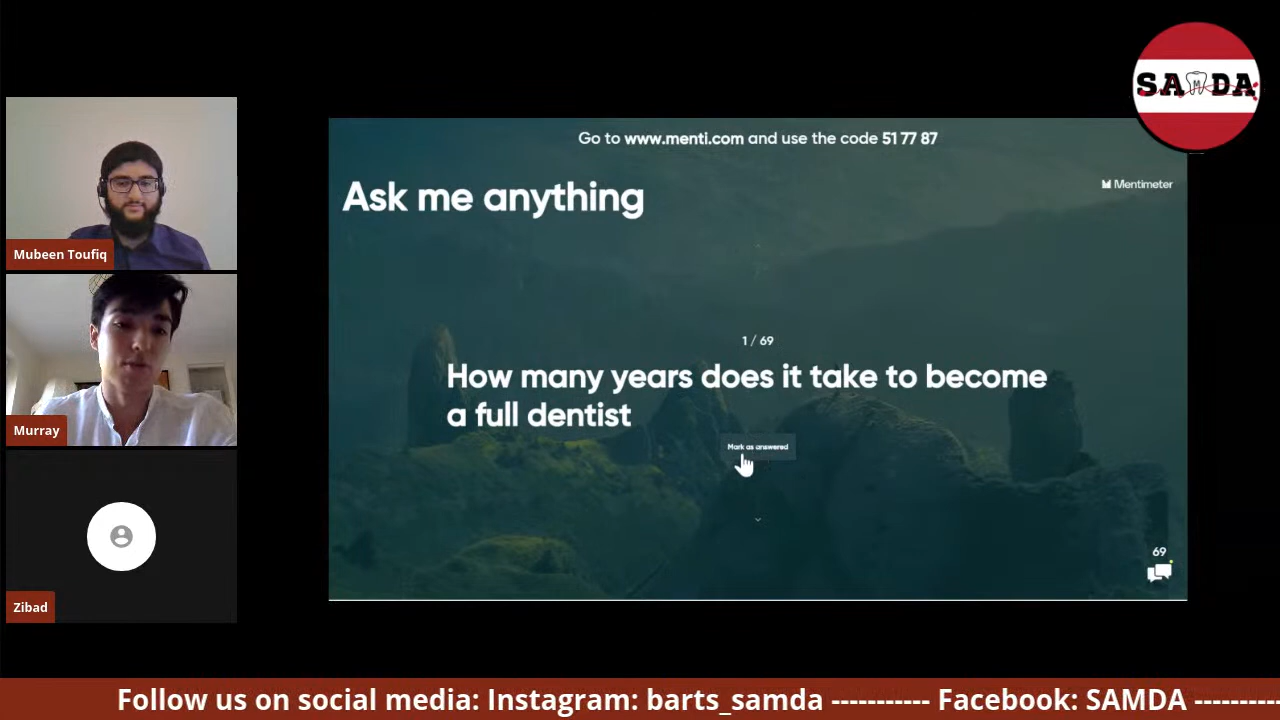 SAMDA
M
Go to www.menti.com and use the code 51 77 87
Mentimeter
Ask me anything
Mubeen Toufiq
1 / 69
How many years does it take to become
a full dentist
Murray
Mark as answered
69
Zibad
Follow us on social media: Instagram: barts_samda ----------- Facebook: SAMDA ----------